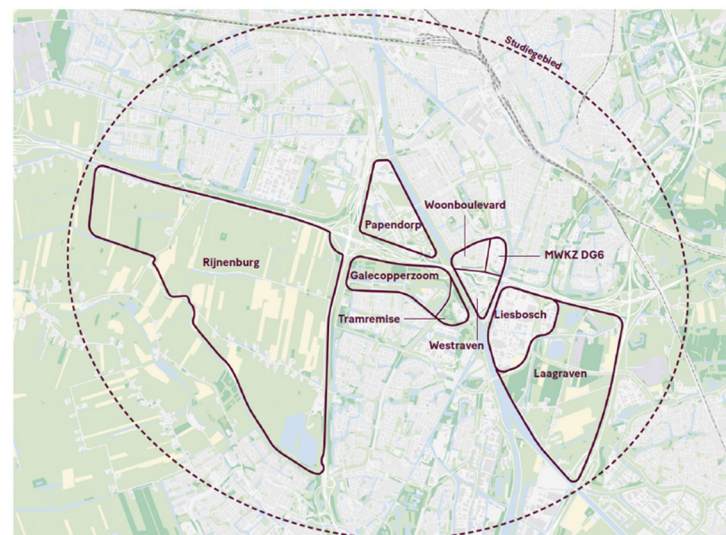 Studiegebied
Woonboulevard
Papendorp
MWKZ DG6
Rijnenburg
Galecopperzoom
Liesbosch
Tramremise
Westraven
Laagraven